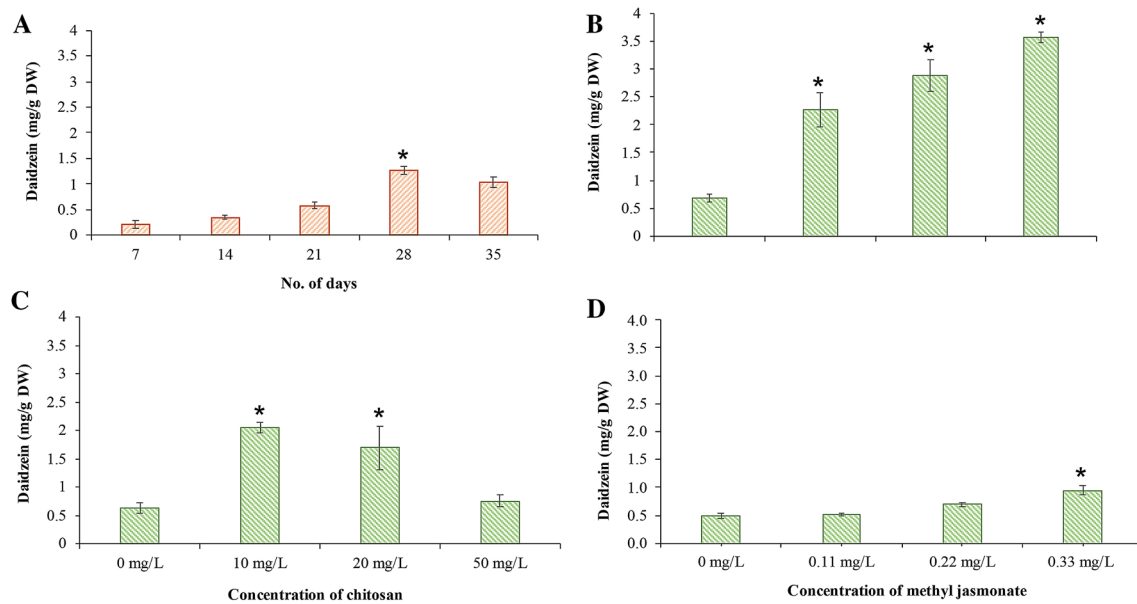 A
Daidzein (mg/g DW)
4
3.5
3
2.5
2
1.5
1
0.5
0
*
7 14 21 28 35
No. of days
B
Daidzein (mg/g DW)
4
3.5
3
2.5
2
1.5
1
0.5
0
* * *
C
Daidzein (mg/g DW)
4
3.5
3
2.5
2
1.5
1
0.5
0
* *
0 mg/L 10 mg/L 20 mg/L 50 mg/L
Concentration of chitosan
D
Daidzein (mg/g DW)
4.0
3.5
3.0
2.5
2.0
1.5
1.0
0.5
0
*
0 mg/L 0.11 mg/L 0.22 mg/L 0.33 mg/L
Concentration of methyl jasmonate